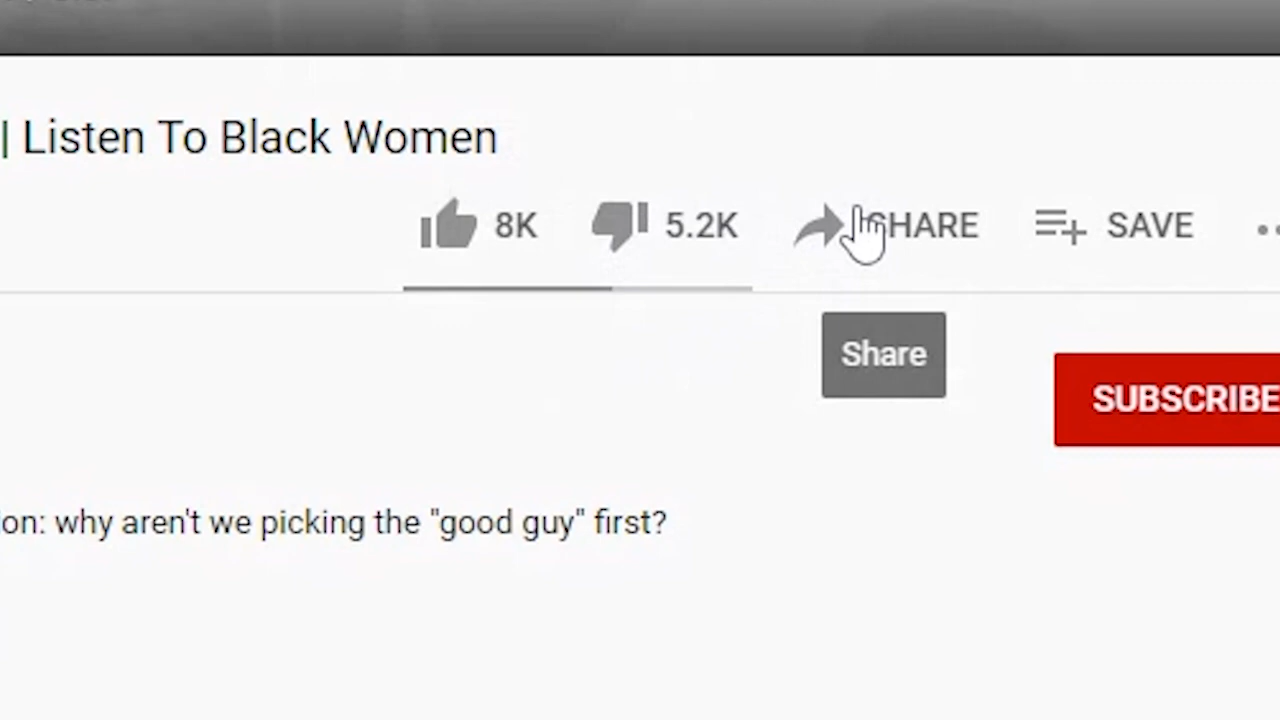 | Listen To Black Women
8K 5.2K SHARE SAVE
Share
SUBSCRIBE
on: why aren't we picking the "good guy" first?